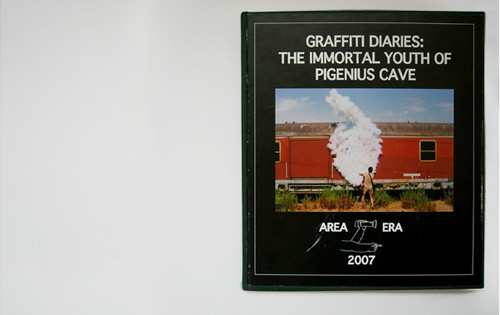 GRAFFITI DIARIES:
THE IMMORTAL YOUTH OF
PIGENIUS CAVE
AREA ERA
2007